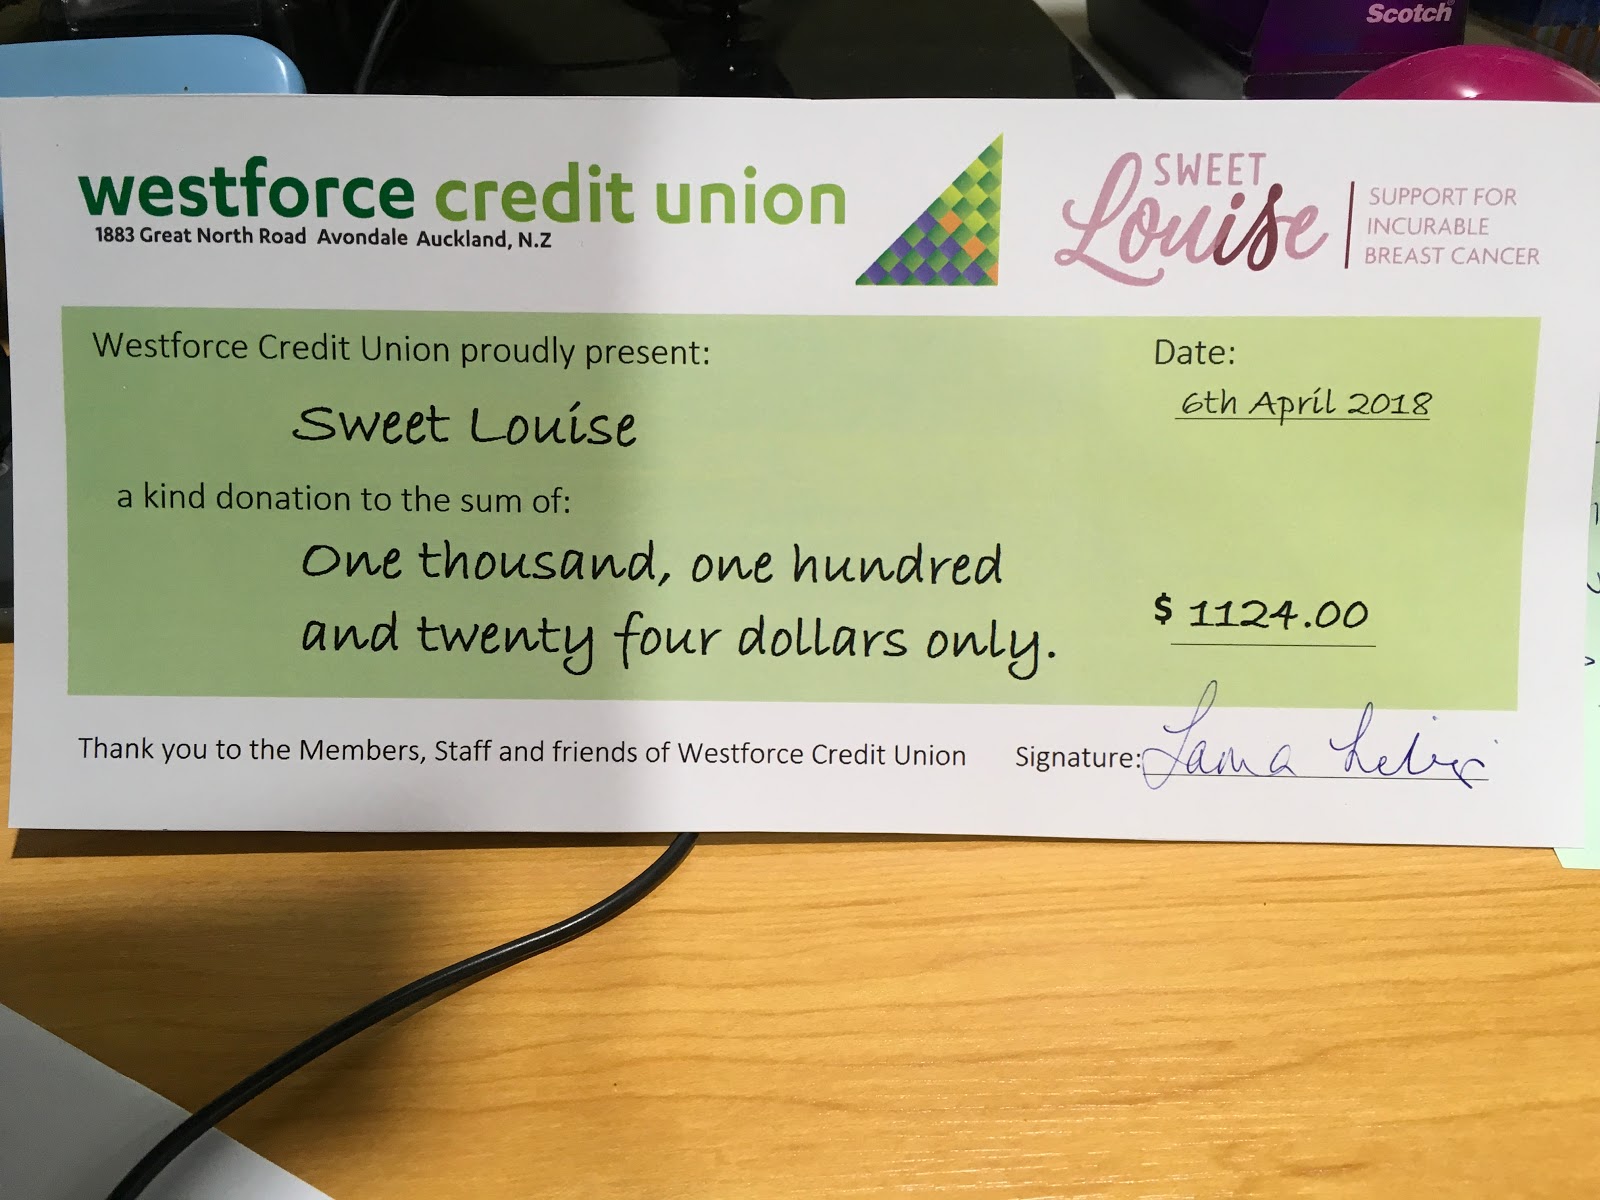 Scotch
westforce credit union
1883 Great North Road Avondale Auckland, N.Z
SWEET
Louise
SUPPORT FOR
INCURABLE
BREAST CANCER
Westforce Credit Union proudly present:
Date:
Sweet Louise
6th April 2018
a kind donation to the sum of:
One thousand, one hundred
and twenty four dollars only.
$ 1124.00
Thank you to the Members, Staff and friends of Westforce Credit Union
Signature: